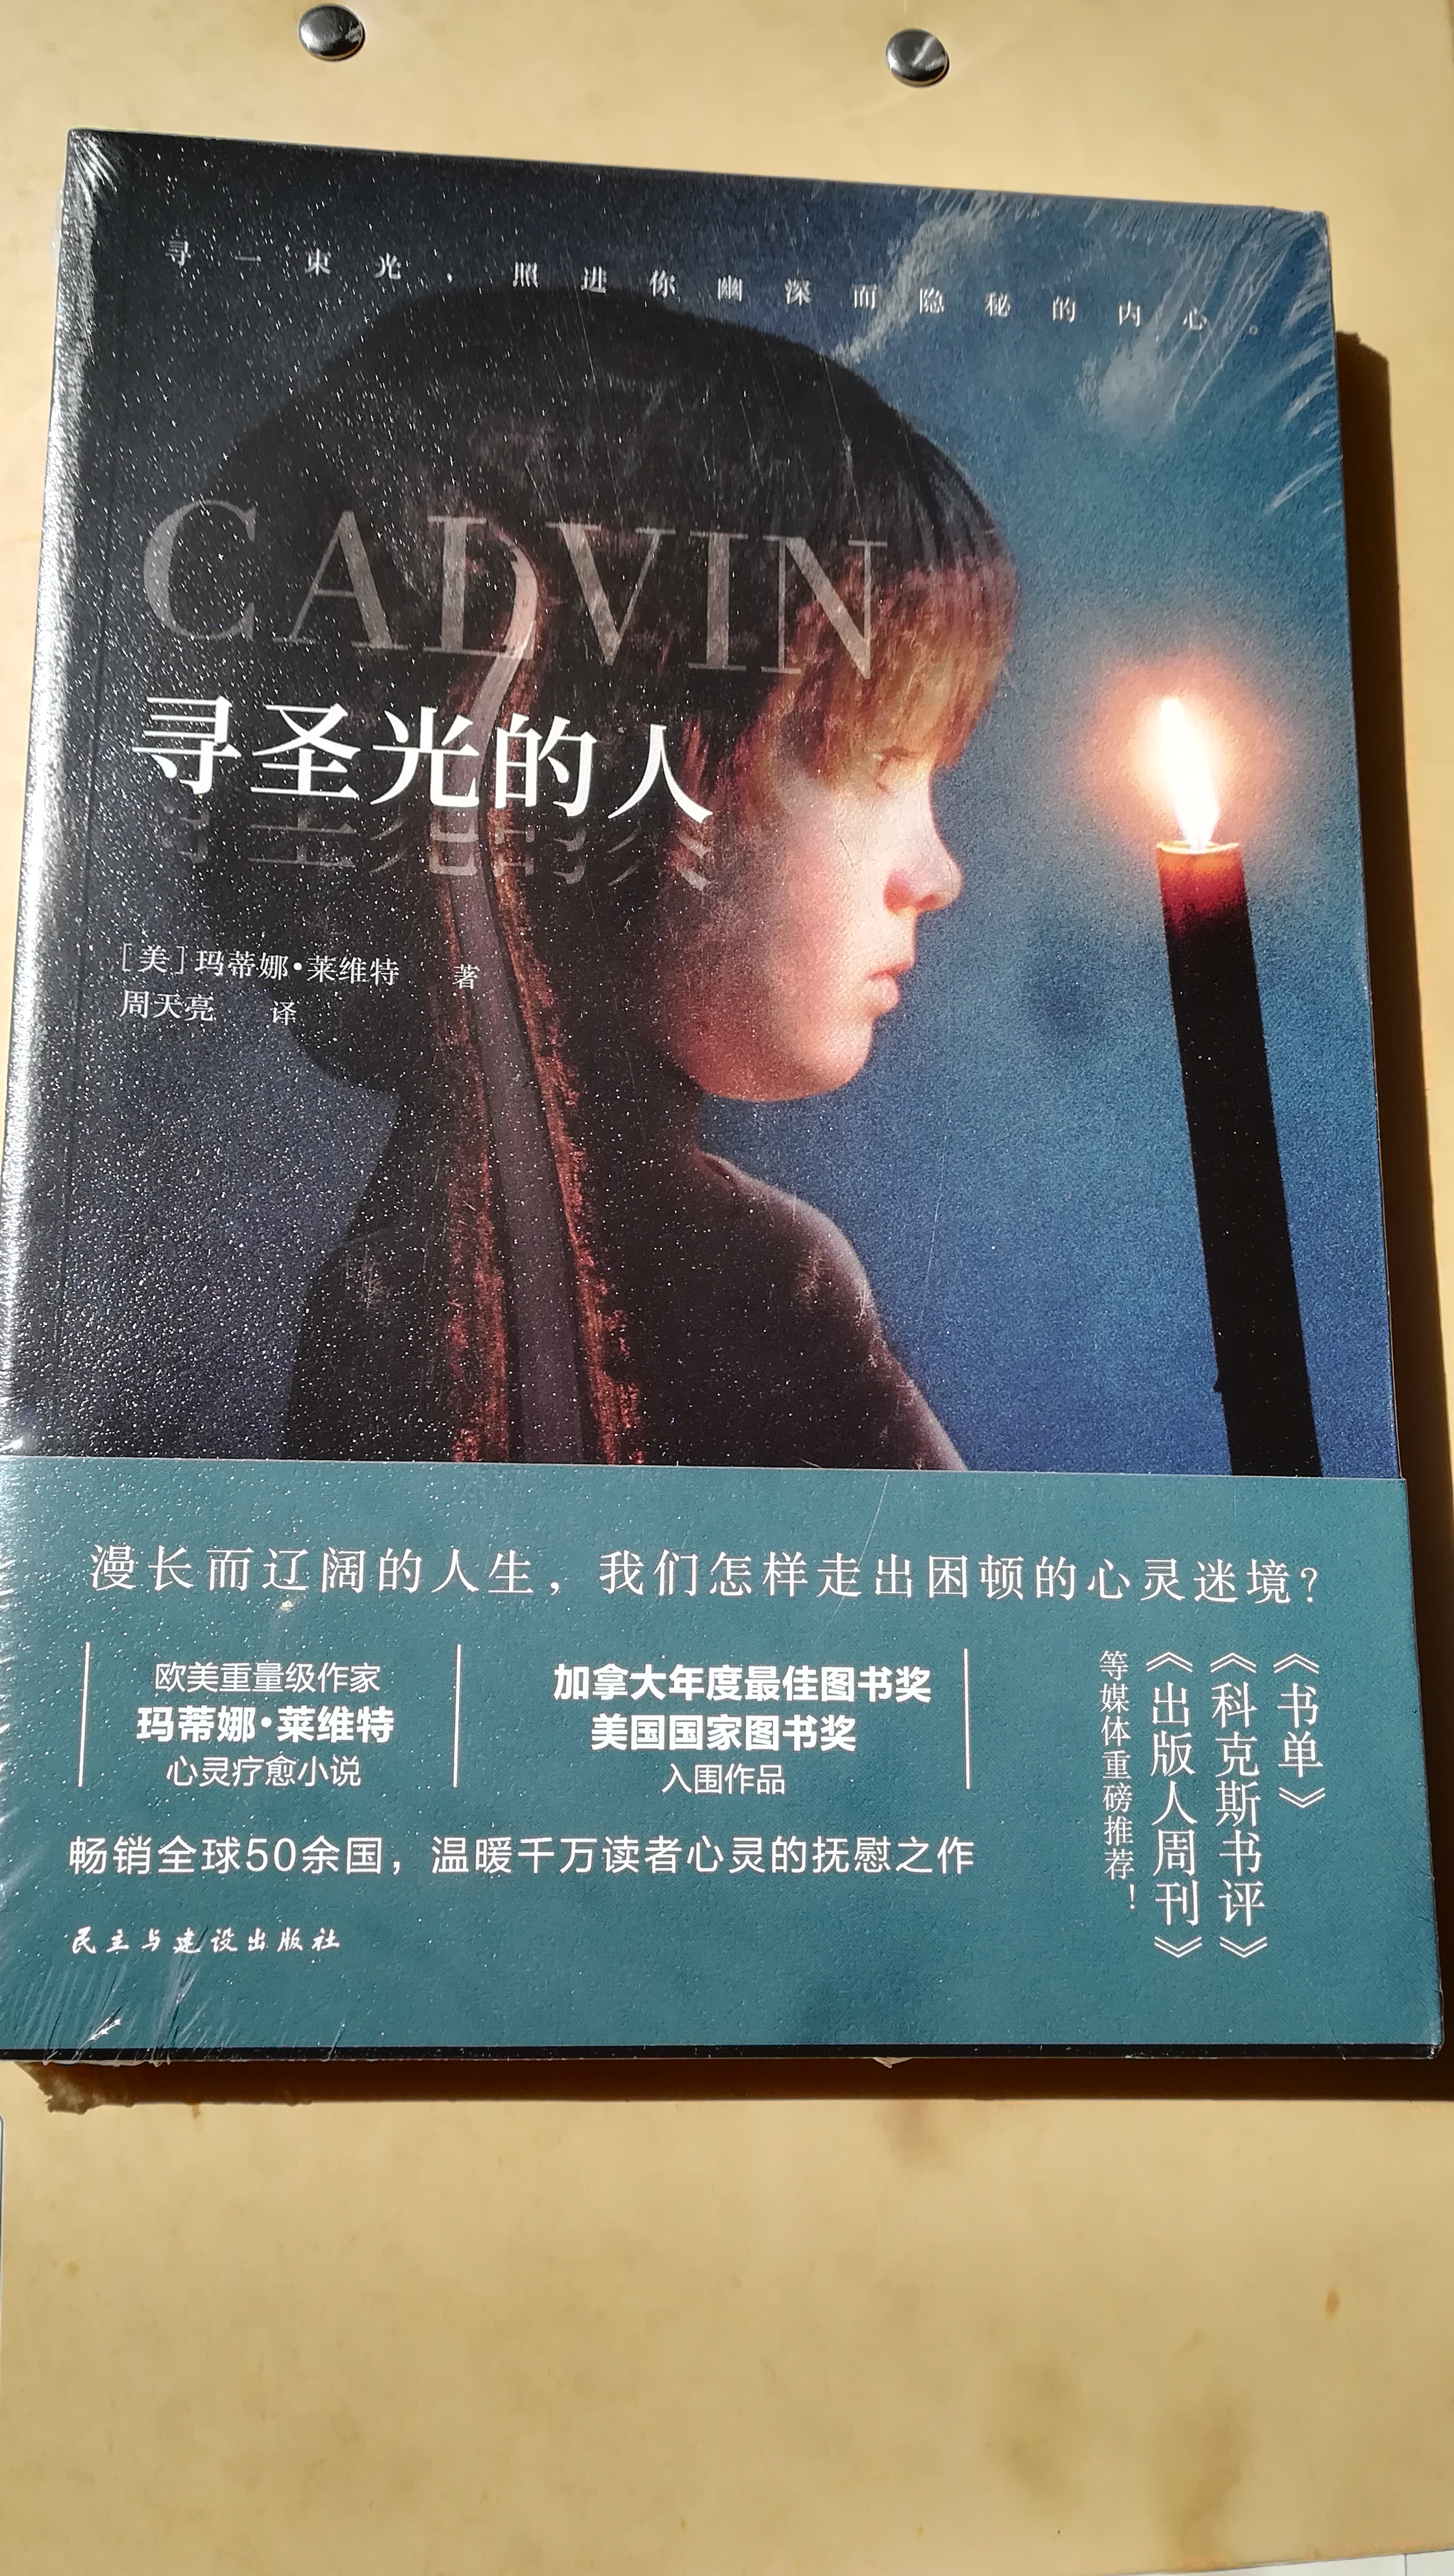 寻一束光，照进你幽深而隐秘的内心。
CALVIN
寻圣光的人
［美］玛蒂娜·莱维特 著
周天亮 译
漫长而辽阔的人生，我们怎样走出困顿的心灵迷境？
欧美重量级作家
玛蒂娜·莱维特
心灵疗愈小说
加拿大年度最佳图书奖
美国国家图书奖
入围作品
《书单》
《科克斯书评》
《出版人周刊》
等媒体重磅推荐！
畅销全球50余国，温暖千万读者心灵的抚慰之作
民主与建设出版社